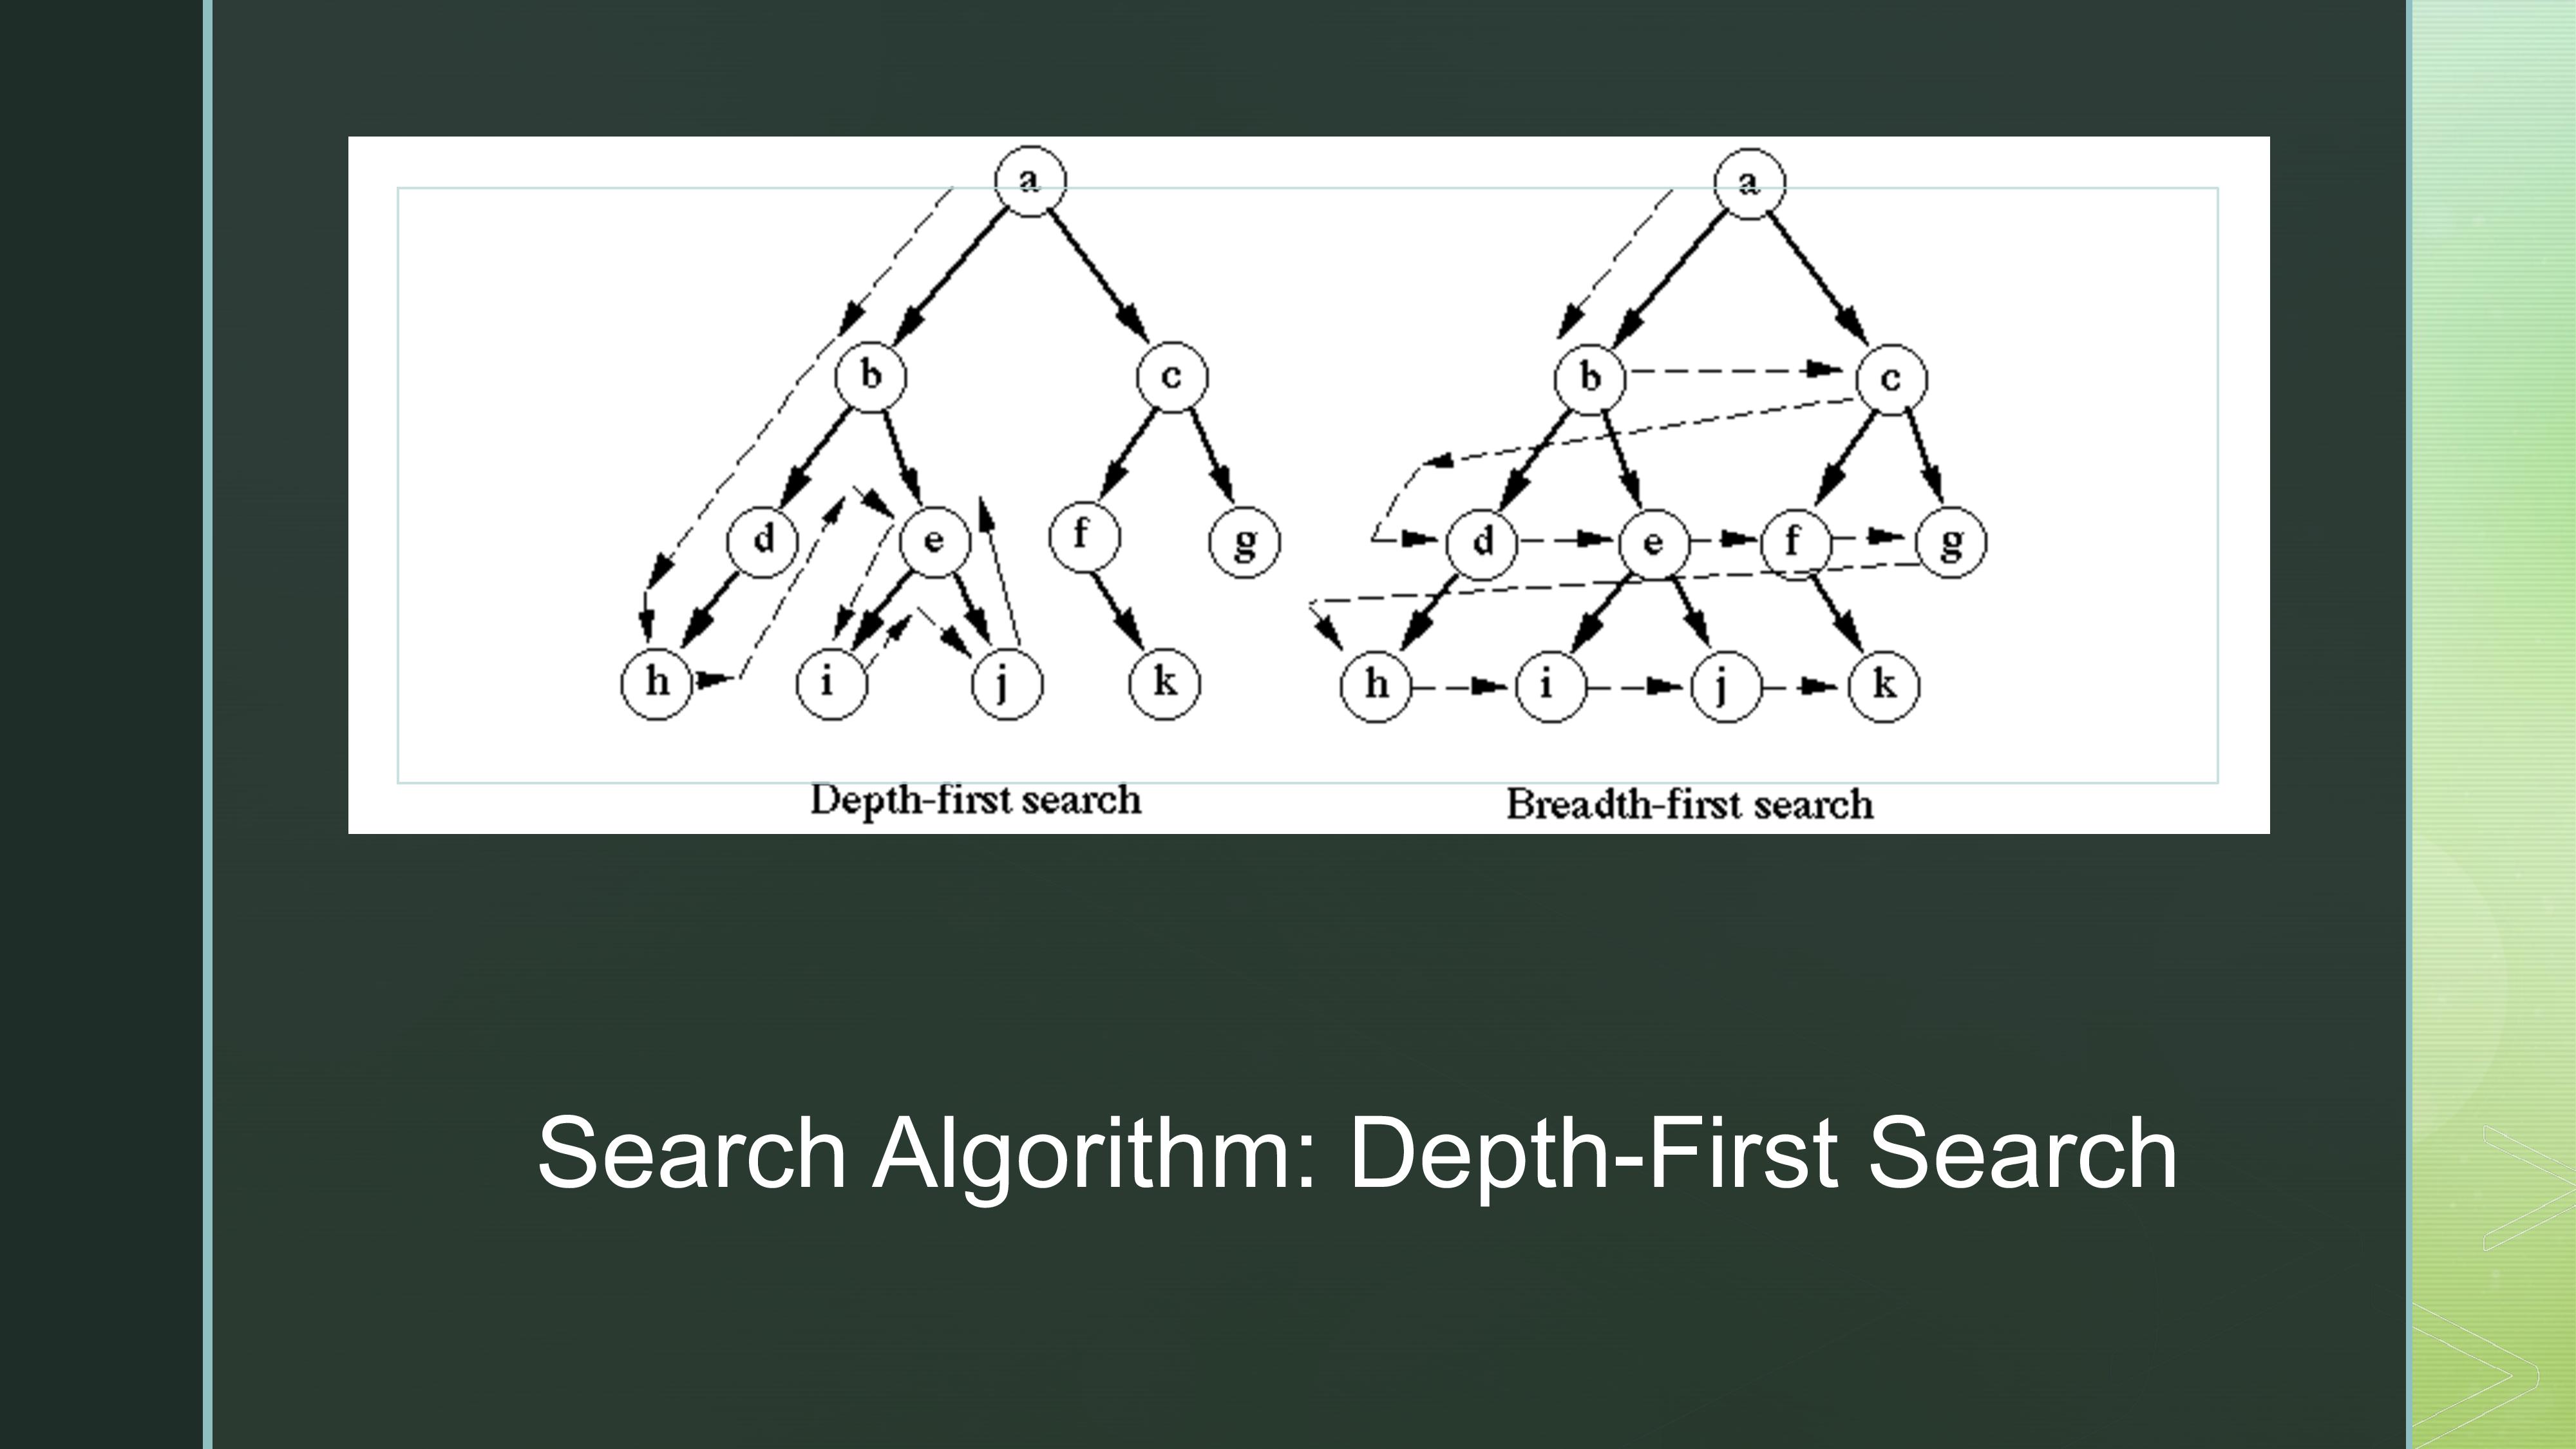 a
b c
d e f g
h i j k
Depth-first search
a
b c
d e f g
h i j k
Breadth-first search
Search Algorithm: Depth-First Search